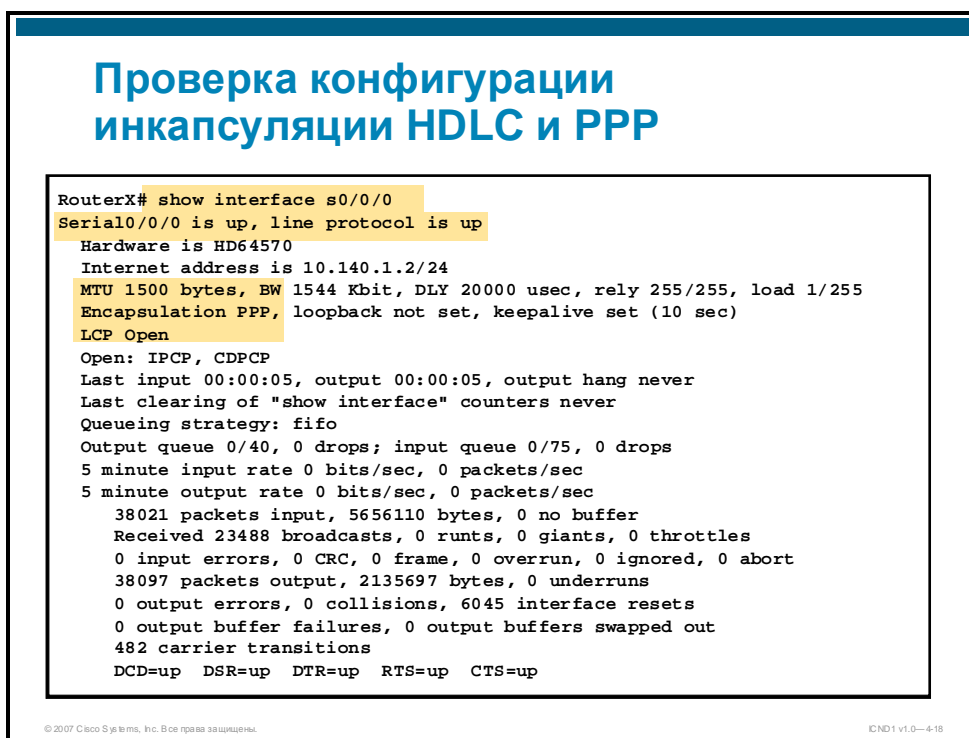 Проверка конфигурации
инкапсуляции HDLC и PPP
RouterX# show interface s0/0/0
Serial0/0/0 is up, line protocol is up
Hardware is HD64570
Internet address is 10.140.1.2/24
MTU 1500 bytes, BW 1544 Kbit, DLY 20000 usec, rely 255/255, load 1/255
Encapsulation PPP, loopback not set, keepalive set (10 sec)
LCP Open
Open: IPCP, CDPCP
Last input 00:00:05, output 00:00:05, output hang never
Last clearing of "show interface" counters never
Queueing strategy: fifo
Output queue 0/40, 0 drops; input queue 0/75, 0 drops
5 minute input rate 0 bits/sec, 0 packets/sec
5 minute output rate 0 bits/sec, 0 packets/sec
38021 packets input, 5656110 bytes, 0 no buffer
Received 23488 broadcasts, 0 runts, 0 giants, 0 throttles
0 input errors, 0 CRC, 0 frame, 0 overrun, 0 ignored, 0 abort
38097 packets output, 2135697 bytes, 0 underruns
0 output errors, 0 collisions, 6045 interface resets
0 output buffer failures, 0 output buffers swapped out
482 carrier transitions
DCD=up DSR=up DTR=up RTS=up CTS=up
© 2007 Cisco Systems, Inc. Все права защищены.
ICND1 v1.0—4-18